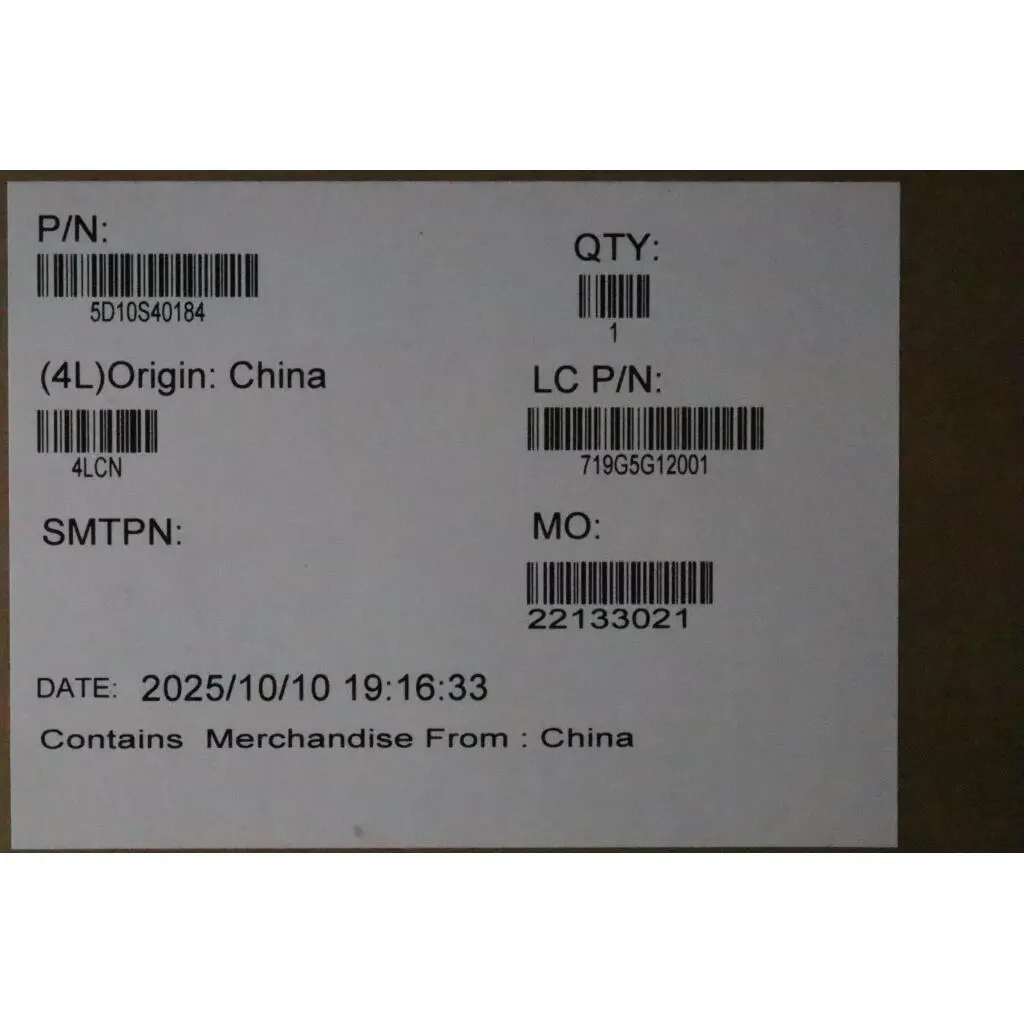 P/N:
5D10S40184
QTY:
1
(4L)Origin: China
4LCN
LC P/N:
719G5G12001
SMTPN:
MO:
22133021
DATE: 2025/10/10 19:16:33
Contains Merchandise From : China